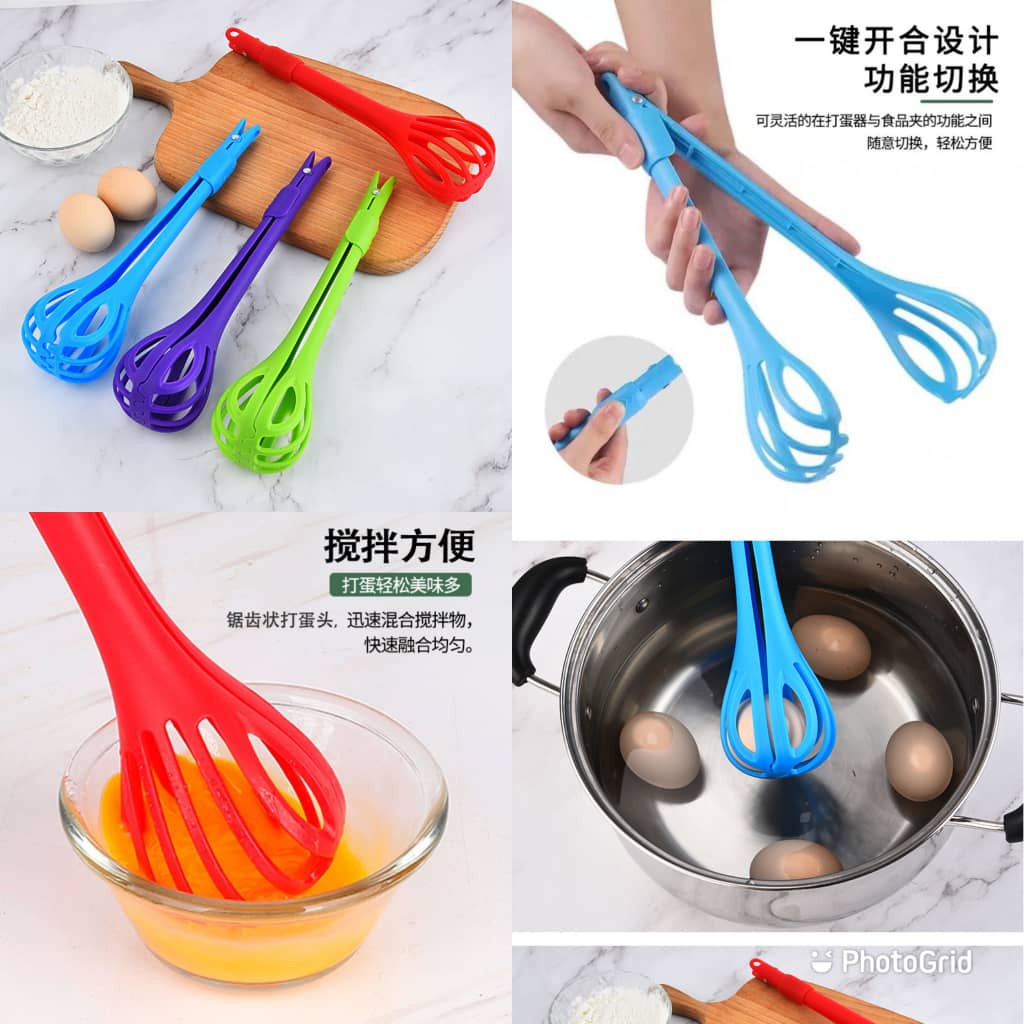 一键开合设计
功能切换
可灵活的在打蛋器与食品夹的功能之间
随意切换，轻松方便
搅拌方便
打蛋轻松美味多
锯齿状打蛋头，迅速混合搅拌物，
快速融合均匀。
PhotoGrid